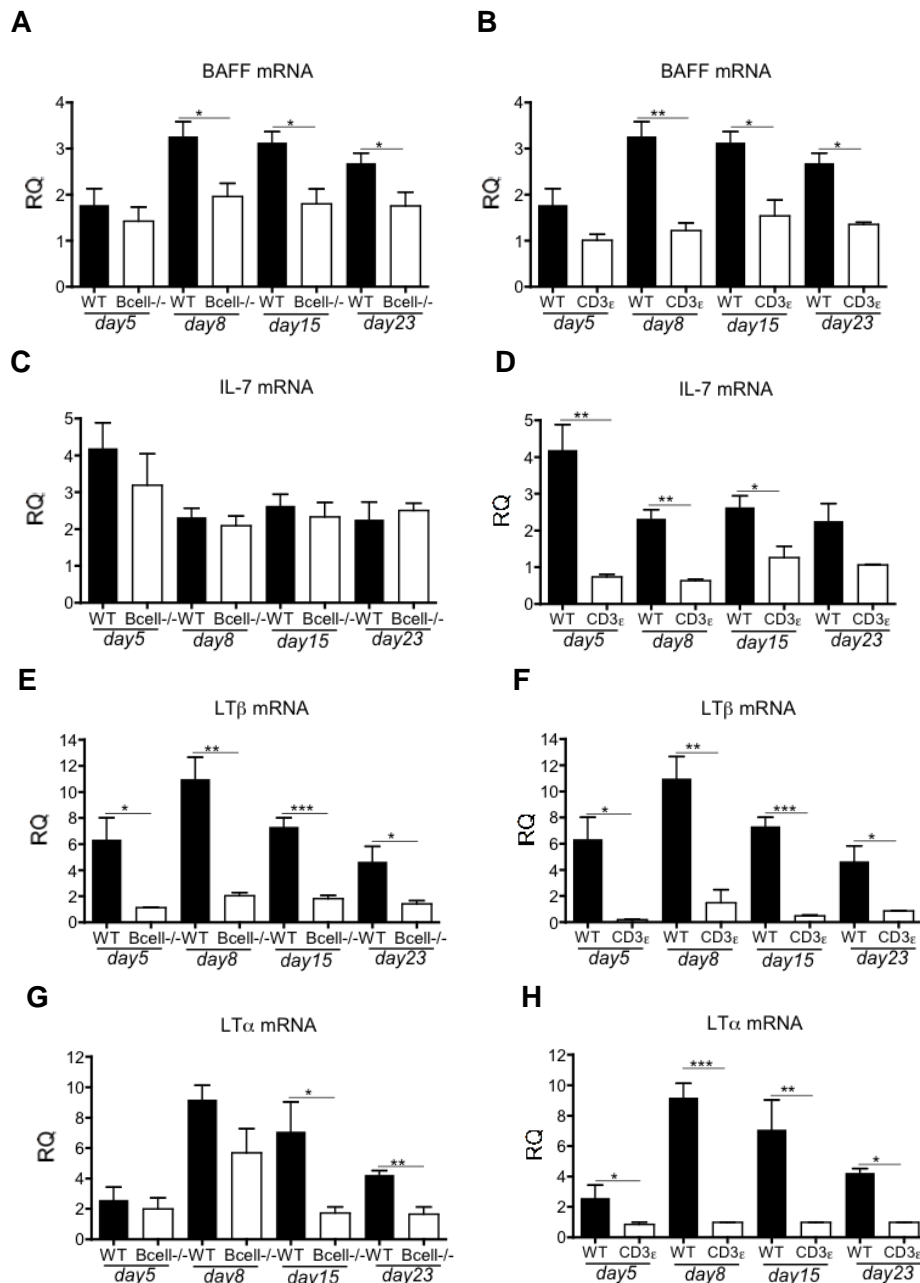 A
BAFF mRNA
RQ
4
3
2
1
0
* * *
WT Bcell-/- WT Bcell-/- WT Bcell-/- WT Bcell-/-
day5 day8 day15 day23
B
BAFF mRNA
RQ
4
3
2
1
0
** * *
WT CD3ε WT CD3ε WT CD3ε WT CD3ε
day5 day8 day15 day23
C
IL-7 mRNA
RQ
5
4
3
2
1
0
WT Bcell-/- WT Bcell-/- WT Bcell-/- WT Bcell-/-
day5 day8 day15 day23
D
IL-7 mRNA
RQ
5
4
3
2
1
0
** ** *
WT CD3ε WT CD3ε WT CD3ε WT CD3ε
day5 day8 day15 day23
E
LTβ mRNA
RQ
14
12
10
8
6
4
2
0
* ** *** *
WT Bcell-/- WT Bcell-/- WT Bcell-/- WT Bcell-/-
day5 day8 day15 day23
F
LTβ mRNA
RQ
14
12
10
8
6
4
2
0
* ** *** *
WT CD3ε WT CD3ε WT CD3ε WT CD3ε
day5 day8 day15 day23
G
LTα mRNA
RQ
12
10
8
6
4
2
0
* **
WT Bcell-/- WT Bcell-/- WT Bcell-/- WT Bcell-/-
day5 day8 day15 day23
H
LTα mRNA
RQ
12
10
8
6
4
2
0
* *** ** *
WT CD3ε WT CD3ε WT CD3ε WT CD3ε
day5 day8 day15 day23